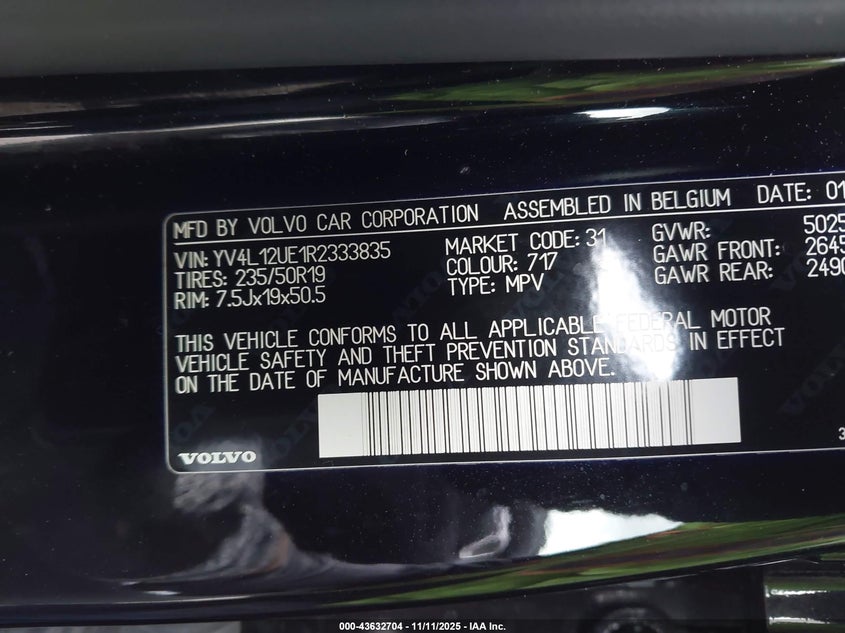 MFD BY VOLVO CAR CORPORATION ASSEMBLED IN BELGIUM DATE: 01
VIN: YV4L12UE1R2333835 MARKET CODE: 31 GVWR: 5025
TIRES: 235/50R19 COLOUR: 717 GAWR FRONT: 2645
RIM: 7.5Jx19x50.5 TYPE: MPV GAWR REAR: 2490
THIS VEHICLE CONFORMS TO ALL APPLICABLE FEDERAL MOTOR
VEHICLE SAFETY AND THEFT PREVENTION STANDARDS IN EFFECT
ON THE DATE OF MANUFACTURE SHOWN ABOVE.
VOLVO
3
000-43632704 - 11/11/2025 - IAA Inc.